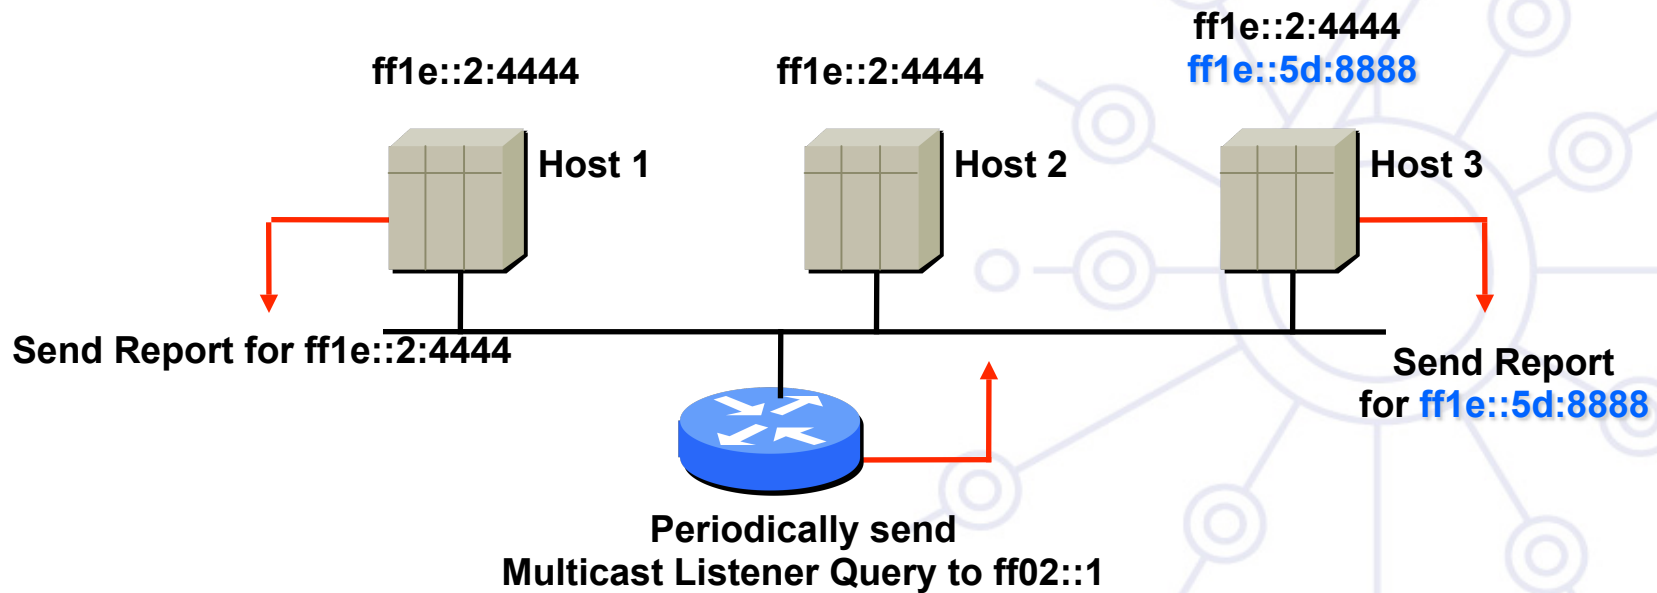 ff1e::2:4444
ff1e::2:4444
ff1e::2:4444
ff1e::5d:8888
Host 1
Host 2
Host 3
Send Report for ff1e::2:4444
Send Report
for ff1e::5d:8888
Periodically send
Multicast Listener Query to ff02::1